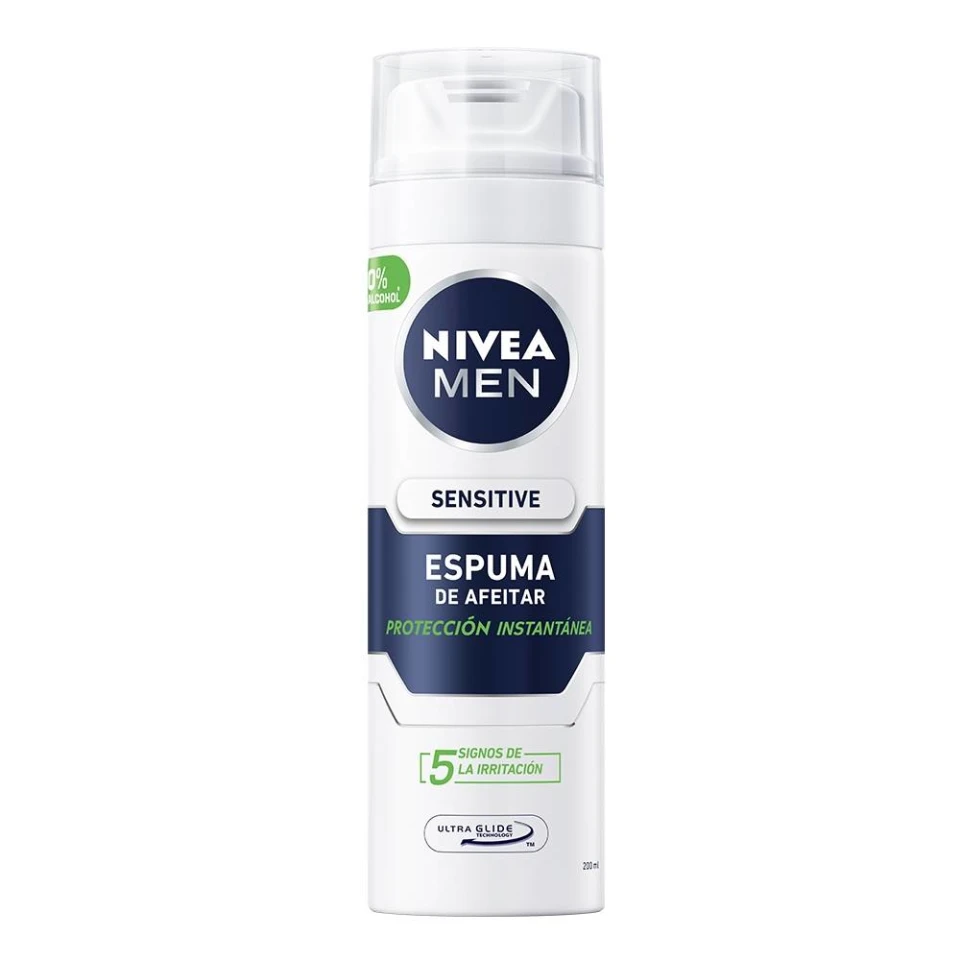 0%
ALCOHOL
NIVEA
MEN
SENSITIVE
ESPUMA
DE AFEITAR
PROTECCIÓN INSTANTÁNEA
5 SIGNOS DE
LA IRRITACIÓN
ULTRA GLIDE
TECHNOLOGY
TM
200 ml